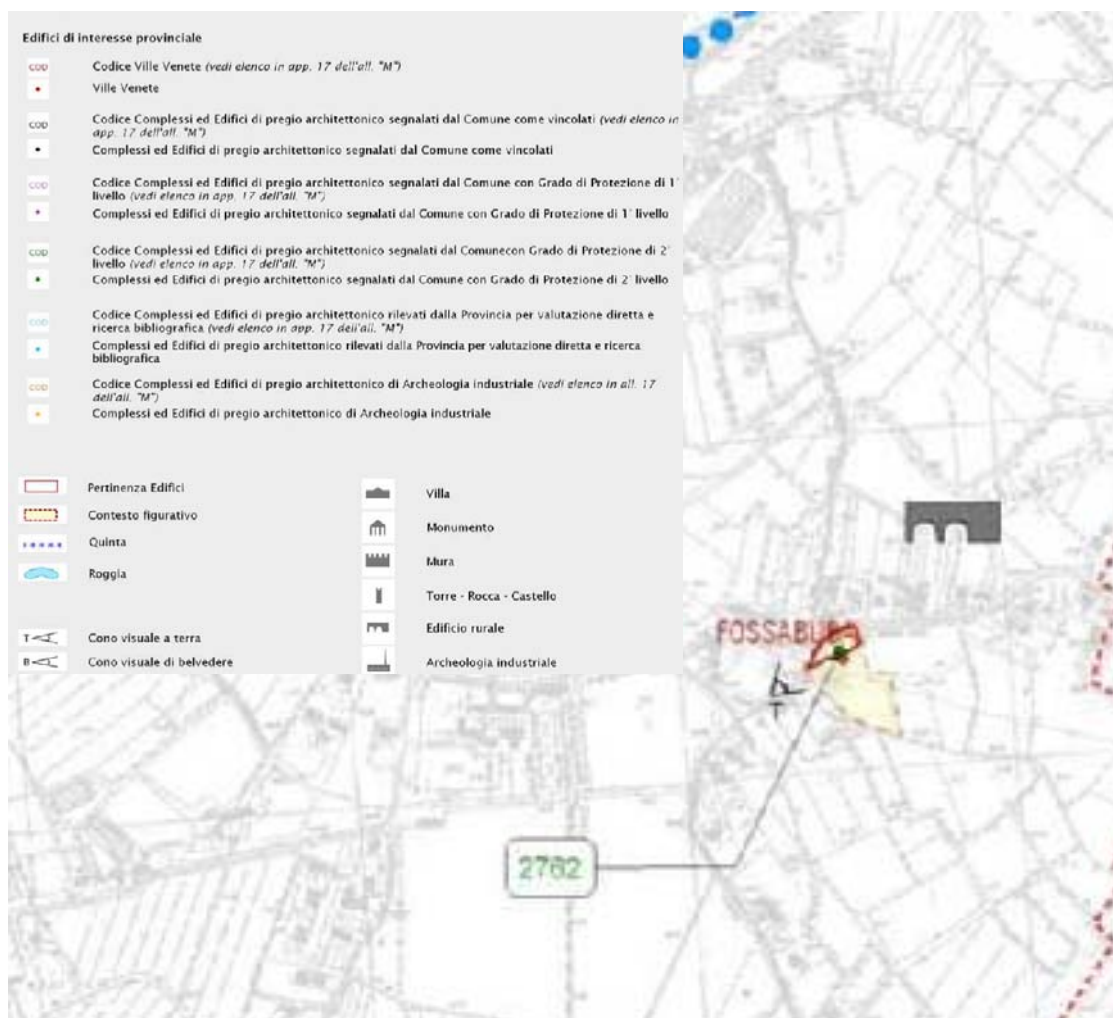 Edifici di interesse provinciale
COD Codice Ville Venete (vedi elenco in app. 17 dell'all. "M")
Ville Venete
COD Codice Complessi ed Edifici di pregio architettonico segnalati dal Comune come vincolati (vedi elenco in
app. 17 dell'all. "M")
Complessi ed Edifici di pregio architettonico segnalati dal Comune come vincolati
COD Codice Complessi ed Edifici di pregio architettonico segnalati dal Comune con Grado di Protezione di 1°
livello (vedi elenco in app. 17 dell'all. "M")
Complessi ed Edifici di pregio architettonico segnalati dal Comune con Grado di Protezione di 1° livello
COD Codice Complessi ed Edifici di pregio architettonico segnalati dal Comunecon Grado di Protezione di 2°
livello (vedi elenco in app. 17 dell'all. "M")
Complessi ed Edifici di pregio architettonico segnalati dal Comune con Grado di Protezione di 2° livello
COD Codice Complessi ed Edifici di pregio architettonico rilevati dalla Provincia per valutazione diretta e
ricerca bibliografica (vedi elenco in app. 17 dell'all. "M")
Complessi ed Edifici di pregio architettonico rilevati dalla Provincia per valutazione diretta e ricerca
bibliografica
COD Codice Complessi ed Edifici di pregio architettonico di Archeologia industriale (vedi elenco in all. 17
dell'all. "M")
Complessi ed Edifici di pregio architettonico di Archeologia industriale
Pertinenza Edifici
Contesto figurativo
Quinta
Roggia
T Cono visuale a terra
B Cono visuale di belvedere
Villa
Monumento
Mura
Torre - Rocca - Castello
Edificio rurale
Archeologia industriale
T
2762